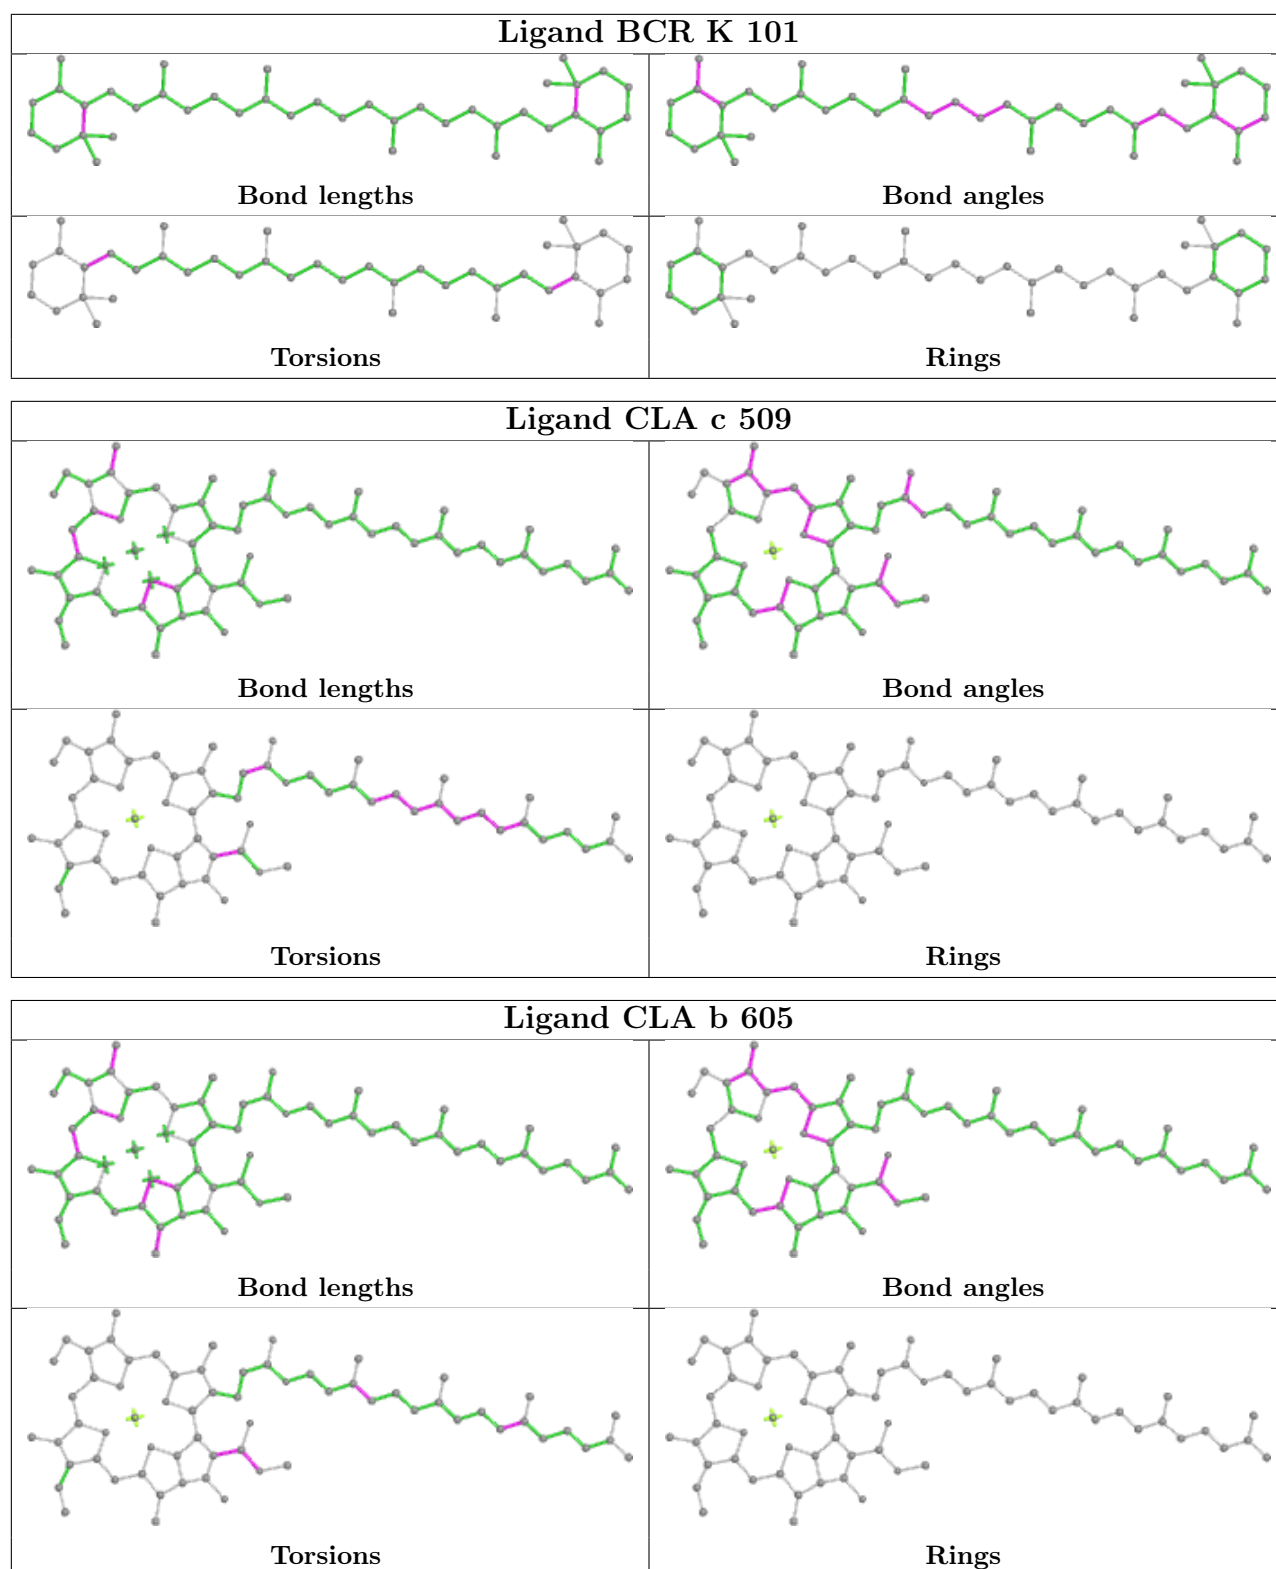 Ligand BCR K 101
Bond lengths
Bond angles
Torsions
Rings
Ligand CLA c 509
Bond lengths
Bond angles
Torsions
Rings
Ligand CLA b 605
Bond lengths
Bond angles
Torsions
Rings